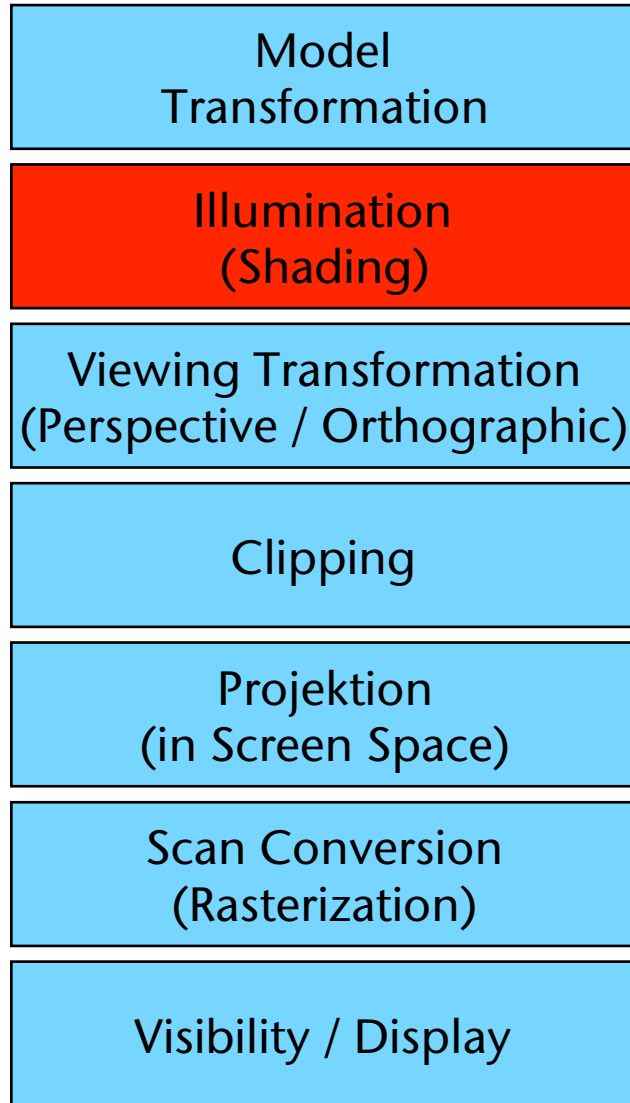 Model
Transformation
Illumination
(Shading)
Viewing Transformation
(Perspective / Orthographic)
Clipping
Projektion
(in Screen Space)
Scan Conversion
(Rasterization)
Visibility / Display